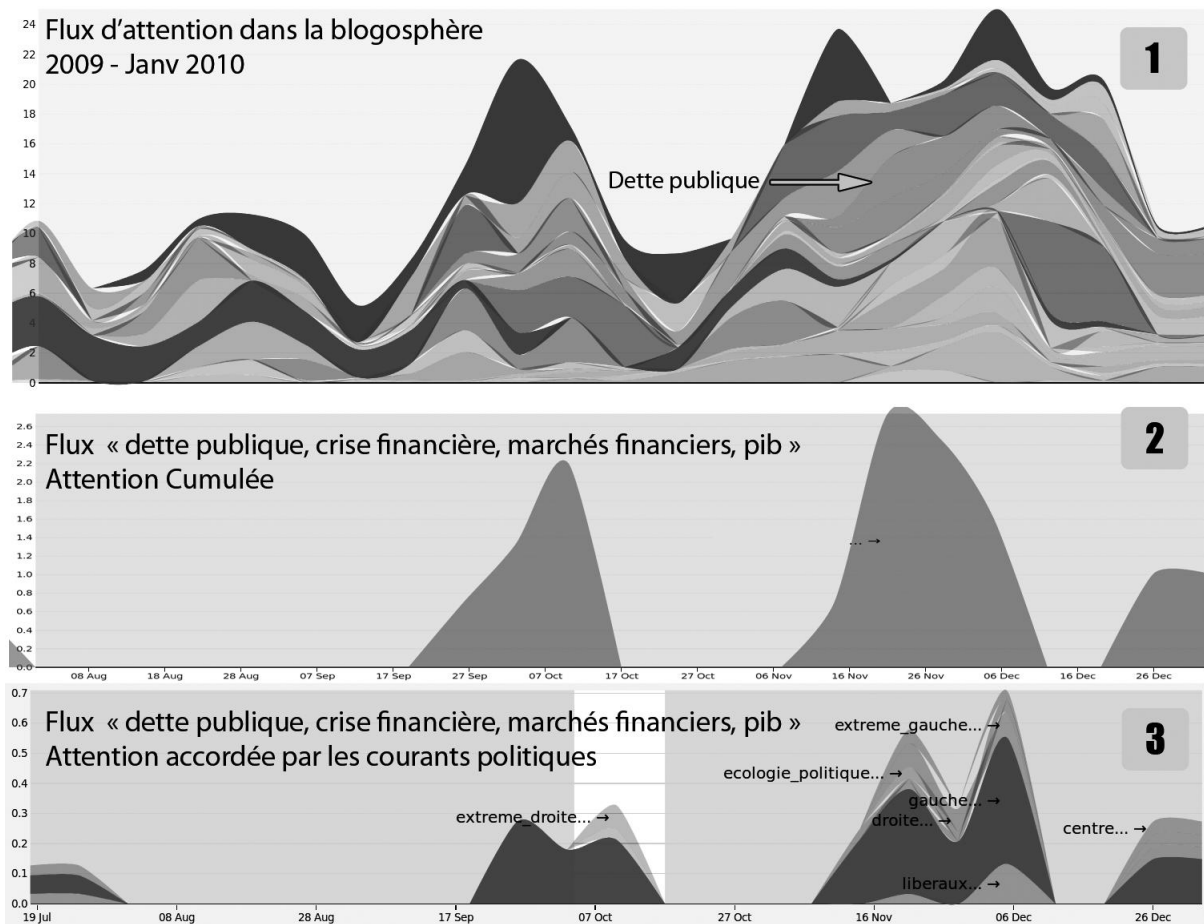 Flux d'attention dans la blogosphère
2009 - Janv 2010
1
24
22
20
18
16
14
12
10
8
6
4
2
0
Dette publique
Flux « dette publique, crise financière, marchés financiers, pib »
Attention Cumulée
2
2.6
2.4
2.2
2.0
1.8
1.6
1.4
1.2
1.0
0.8
0.6
0.4
0.2
0.0
... →
08 Aug 18 Aug 28 Aug 07 Sep 17 Sep 27 Sep 07 Oct 17 Oct 27 Oct 06 Nov 16 Nov 26 Nov 06 Dec 16 Dec 26 Dec
Flux « dette publique, crise financière, marchés financiers, pib »
Attention accordée par les courants politiques
3
0.7
0.6
0.5
0.4
0.3
0.2
0.1
0.0
extreme_gauche... →
ecologie_politique... →
gauche... →
extreme_droite... →
droite... →
centre... →
liberaux... →
19 Jul 08 Aug 28 Aug 17 Sep 07 Oct 27 Oct 16 Nov 06 Dec 26 Dec